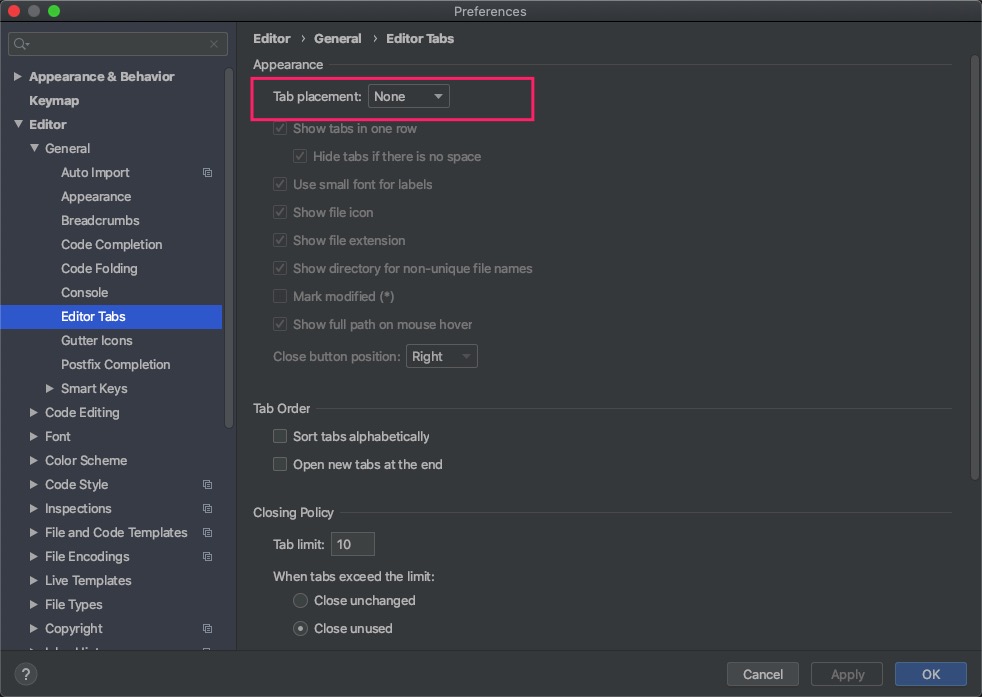 Preferences
Appearance & Behavior
Keymap
Editor
General
Auto Import
Appearance
Breadcrumbs
Code Completion
Code Folding
Console
Editor Tabs
Gutter Icons
Postfix Completion
Smart Keys
Code Editing
Font
Color Scheme
Code Style
Inspections
File and Code Templates
File Encodings
Live Templates
File Types
Copyright
Editor › General › Editor Tabs
Appearance
Tab placement: None
Show tabs in one row
Hide tabs if there is no space
Use small font for labels
Show file icon
Show file extension
Show directory for non-unique file names
Mark modified (*)
Show full path on mouse hover
Close button position: Right
Tab Order
Sort tabs alphabetically
Open new tabs at the end
Closing Policy
Tab limit: 10
When tabs exceed the limit:
Close unchanged
Close unused
?
Cancel
Apply
OK